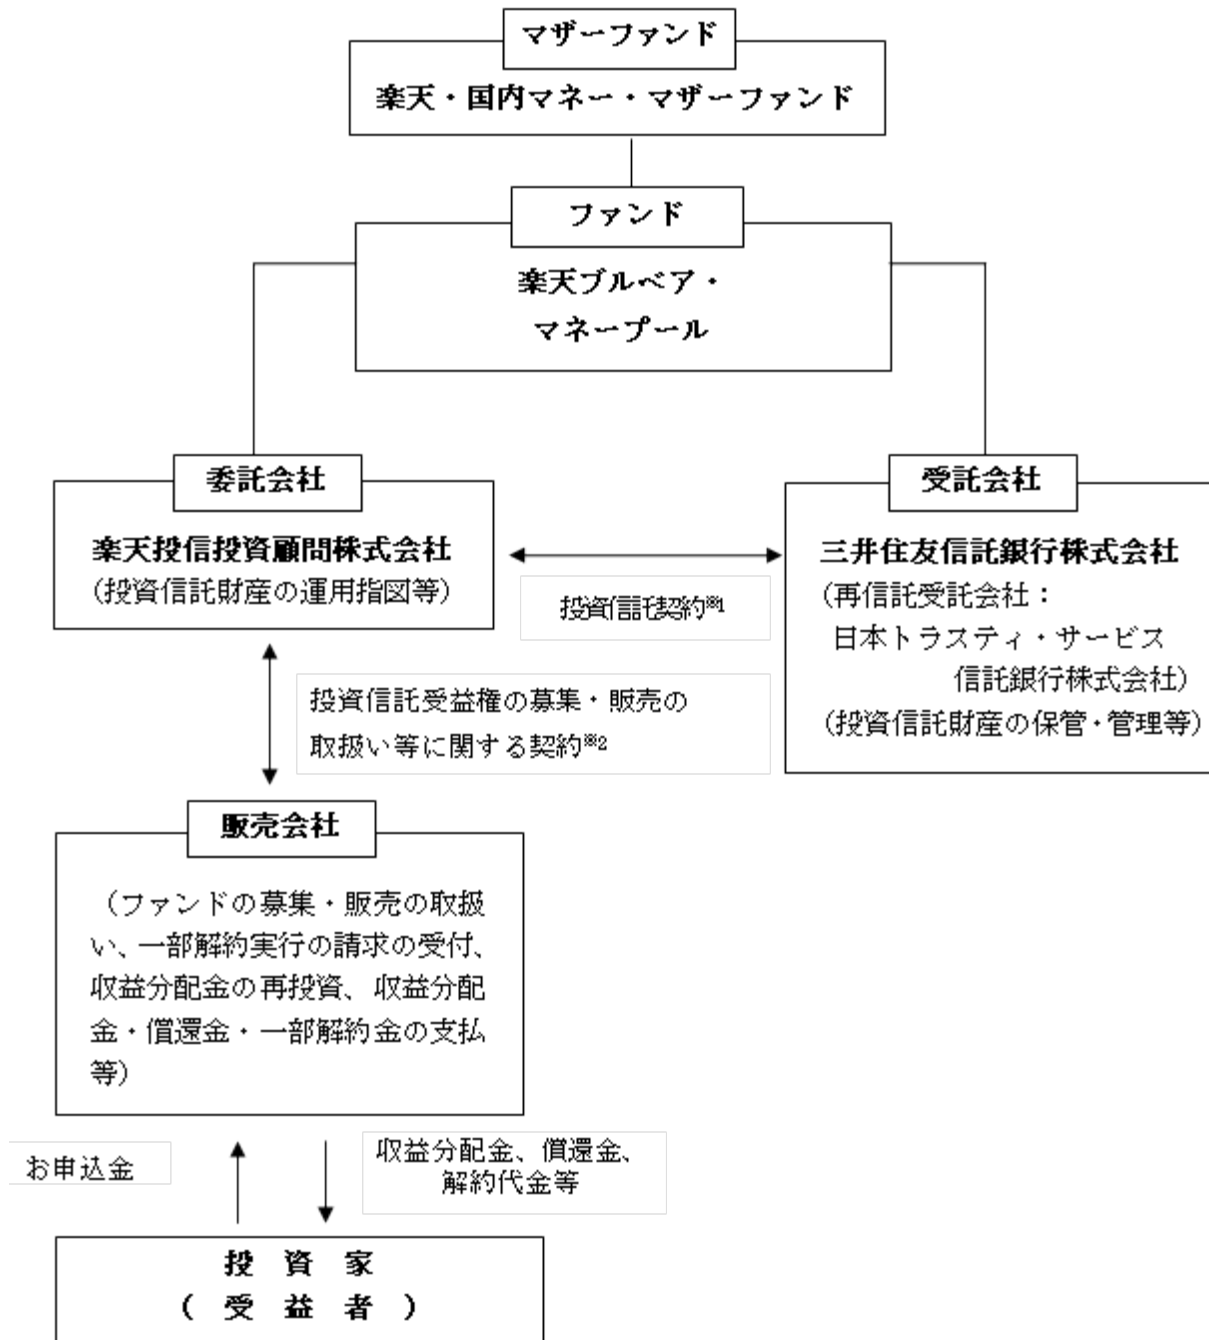 マザーファンド
楽天・国内マネー・マザーファンド
ファンド
楽天ブルベア・
マネープール
委託会社
楽天投信投資顧問株式会社
(投資信託財産の運用指図等)
投資信託契約※1
受託会社
三井住友信託銀行株式会社
(再信託受託会社：
日本トラスティ・サービス
信託銀行株式会社)
(投資信託財産の保管・管理等)
投資信託受益権の募集・販売の
取扱い等に関する契約※2
販売会社
(ファンドの募集・販売の取扱
い、一部解約実行の請求の受付、
収益分配金の再投資、収益分配
金・償還金・一部解約金の支払
等)
お申込金
収益分配金、償還金、
解約代金等
投 資 家
( 受 益 者 )